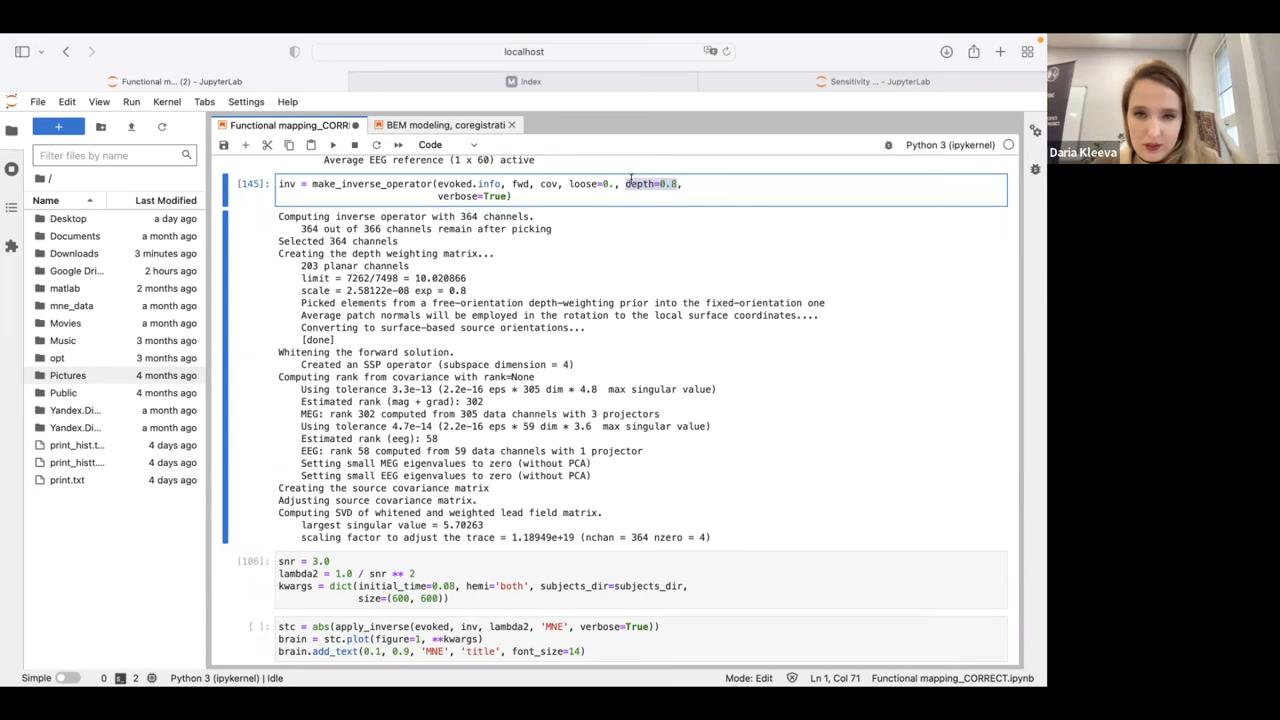 localhost
Functional m... (2) - JupyterLab
index
Sensitivity ... - JupyterLab
File Edit View Run Kernel Tabs Settings Help
Functional mapping_CORR
BEM modeling, coregistrati
Code
Python 3 (ipykernel)
Filter files by name
/
Name Last Modified
Desktop a month ago
Documents a month ago
Downloads 3 minutes ago
Google Dri... 2 hours ago
matlab 2 months ago
mne_data a month ago
Movies a month ago
Music 3 months ago
opt 3 months ago
Pictures 4 months ago
Public 4 months ago
Yandex.Di... a month ago
Yandex.Di... a month ago
print_hist.t... 4 days ago
print_histt.... 4 days ago
print.txt 4 days ago
Average EEG reference (1 x 60) active
[145]: inv = make_inverse_operator(evoked.info, fwd, cov, loose=0., depth=0.8,
verbose=True)
Computing inverse operator with 364 channels.
364 out of 366 channels remain after picking
Selected 364 channels
Creating the depth weighting matrix...
203 planar channels
limit = 7262/7498 = 10.020866
scale = 2.58122e-08 exp = 0.8
Picked elements from a free-orientation depth-weighting prior into the fixed-orientation one
Average patch normals will be employed in the rotation to the local surface coordinates....
Converting to surface-based source orientations...
[done]
Whitening the forward solution.
Created an SSP operator (subspace dimension = 4)
Computing rank from covariance with rank=None
Using tolerance 3.3e-13 (2.2e-16 eps * 305 dim * 4.8 max singular value)
Estimated rank (mag + grad): 302
MEG: rank 302 computed from 305 data channels with 3 projectors
Using tolerance 4.7e-14 (2.2e-16 eps * 59 dim * 3.6 max singular value)
Estimated rank (eeg): 58
EEG: rank 58 computed from 59 data channels with 1 projector
Setting small MEG eigenvalues to zero (without PCA)
Setting small EEG eigenvalues to zero (without PCA)
Creating the source covariance matrix
Adjusting source covariance matrix.
Computing SVD of whitened and weighted lead field matrix.
largest singular value = 5.70263
scaling factor to adjust the trace = 1.18949e+19 (nchan = 364 nzero = 4)
[106]: snr = 3.0
lambda2 = 1.0 / snr ** 2
kwargs = dict(initial_time=0.08, hemi='both', subjects_dir=subjects_dir,
size=(600, 600))
[ ]: stc = abs(apply_inverse(evoked, inv, lambda2, 'MNE', verbose=True))
brain = stc.plot(figure=1, **kwargs)
brain.add_text(0.1, 0.9, 'MNE', 'title', font_size=14)
Simple 0 2 Python 3 (ipykernel) | Idle
Mode: Edit Ln 1, Col 71 Functional mapping_CORRECT.ipynb
Daria Kleeva